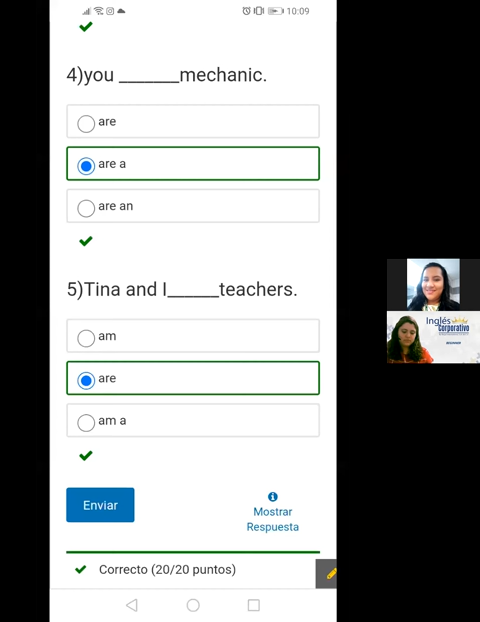 10:09
4)you _______mechanic.
are
are a
are an
5)Tina and I______teachers.
am
are
am a
Enviar
Mostrar
Respuesta
Correcto (20/20 puntos)
Inglés
Corporativo